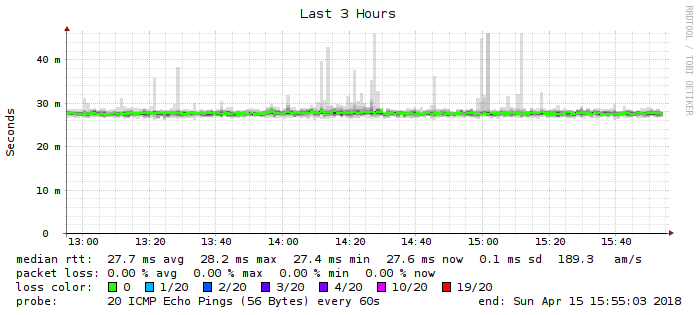 Last 3 Hours
RRDTOOL / TOBI OETIKER
Seconds
40 m
30 m
20 m
10 m
0
13:00 13:20 13:40 14:00 14:20 14:40 15:00 15:20 15:40
median rtt: 27.7 ms avg 28.2 ms max 27.4 ms min 27.6 ms now 0.1 ms sd 189.3 am/s
packet loss: 0.00 % avg 0.00 % max 0.00 % min 0.00 % now
loss color: 0 1/20 2/20 3/20 4/20 10/20 19/20
probe: 20 ICMP Echo Pings (56 Bytes) every 60s end: Sun Apr 15 15:55:03 2018